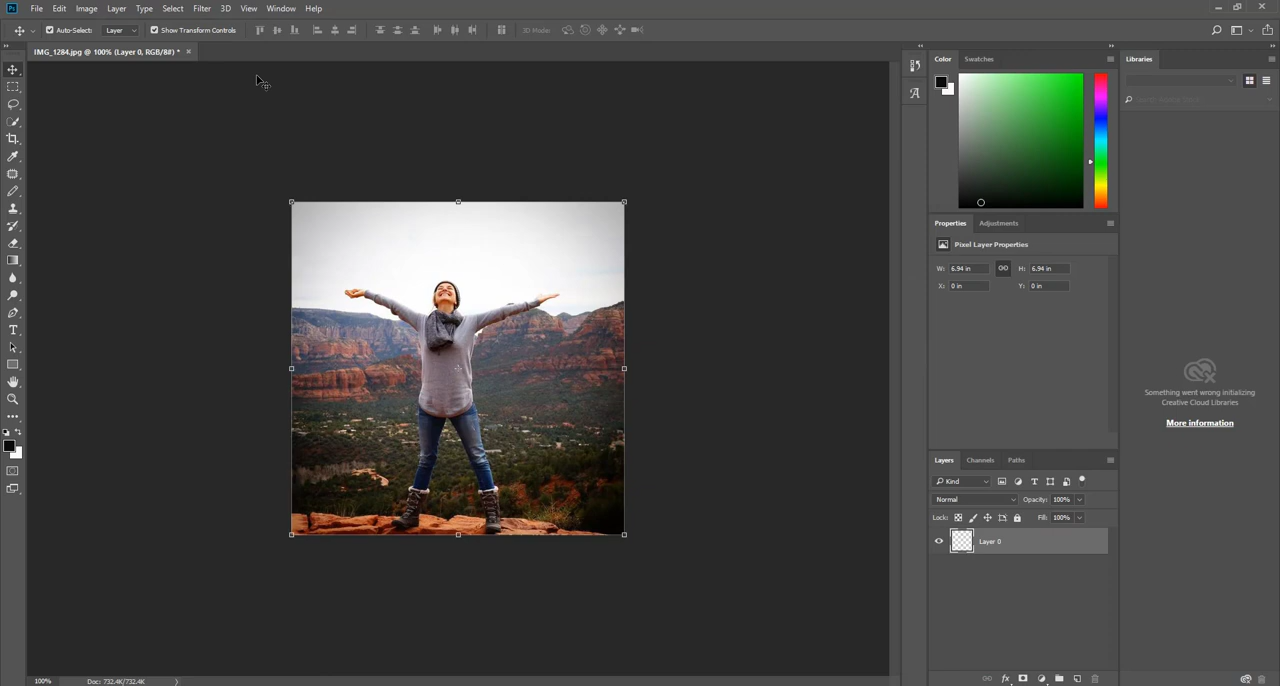 Ps File Edit Image Layer Type Select Filter 3D View Window Help
Auto-Select: Layer Show Transform Controls 3D Mode:
IMG_1284.jpg @ 100% (Layer 0, RGB/8#) *
Color Swatches
Libraries
Properties Adjustments
Pixel Layer Properties
W: 6.94 in H: 6.94 in
X: 0 in Y: 0 in
Something went wrong initializing
Creative Cloud Libraries
More information
Layers Channels Paths
Kind
Normal Opacity: 100%
Lock: Fill: 100%
Layer 0
100% Doc: 732.4K/732.4K